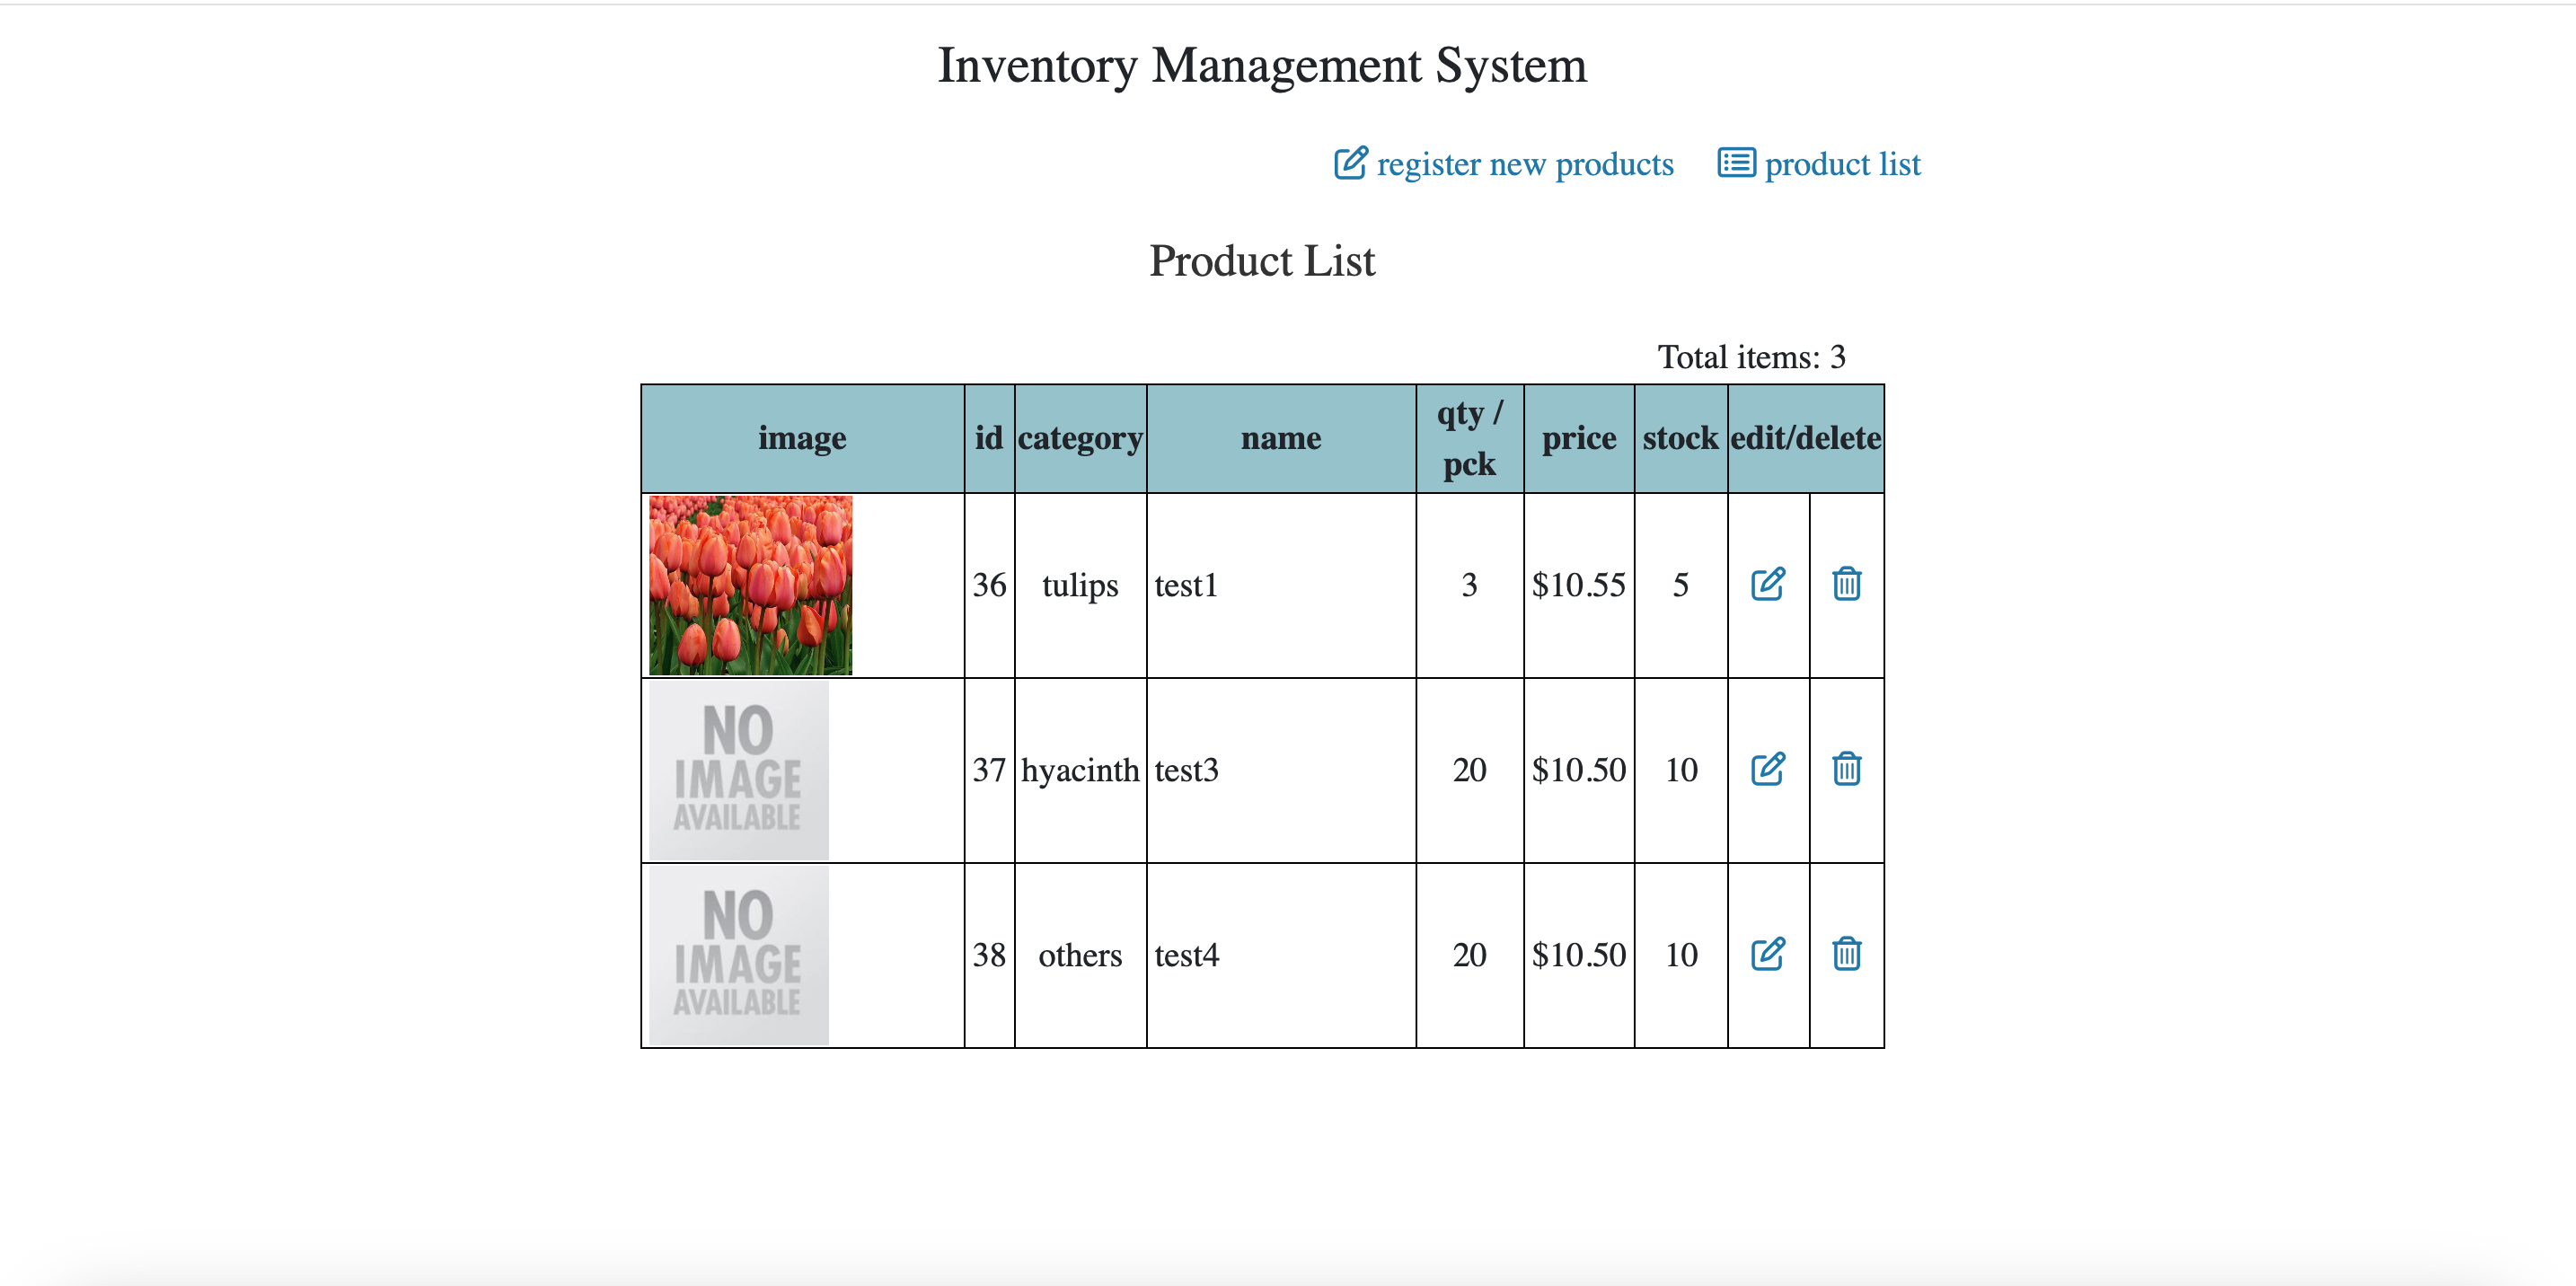 Inventory Management System
register new products product list
Product List
Total items: 3
image id category name qty / pck price stock edit/delete
36 tulips test1 3 $10.55 5
NO
IMAGE
AVAILABLE
37 hyacinth test3 20 $10.50 10
NO
IMAGE
AVAILABLE
38 others test4 20 $10.50 10